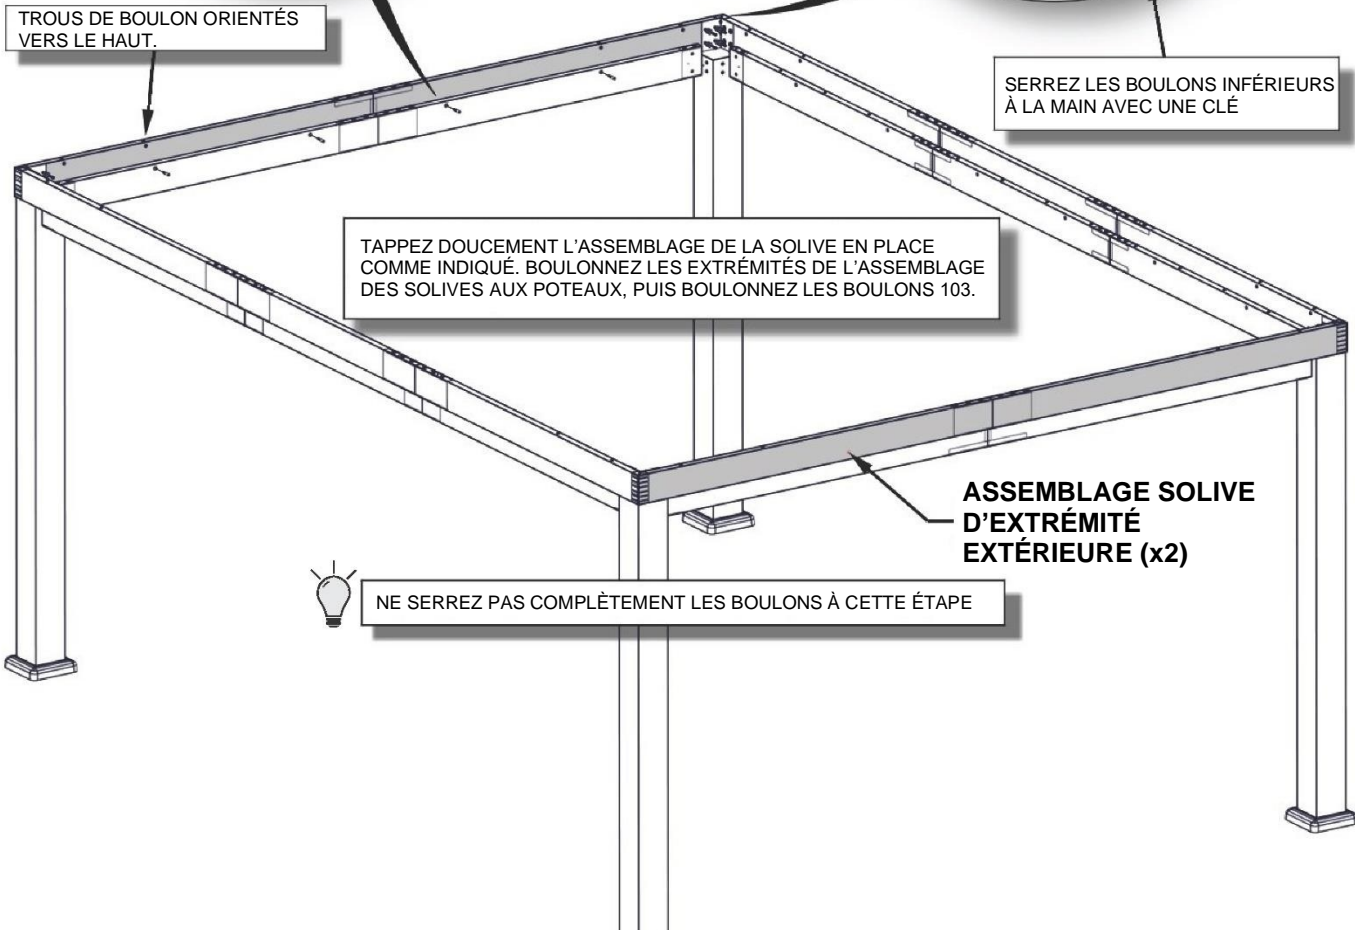 TROUS DE BOULON ORIENTÉS
VERS LE HAUT.
SERREZ LES BOULONS INFÉRIEURS
À LA MAIN AVEC UNE CLÉ
TAPPEZ DOUCEMENT L'ASSEMBLAGE DE LA SOLIVE EN PLACE
COMME INDIQUÉ. BOULONNEZ LES EXTRÉMITÉS DE L'ASSEMBLAGE
DES SOLIVES AUX POTEAUX, PUIS BOULONNEZ LES BOULONS 103.
ASSEMBLAGE SOLIVE
D'EXTRÉMITÉ
EXTÉRIEURE (x2)
NE SERREZ PAS COMPLÈTEMENT LES BOULONS À CETTE ÉTAPE